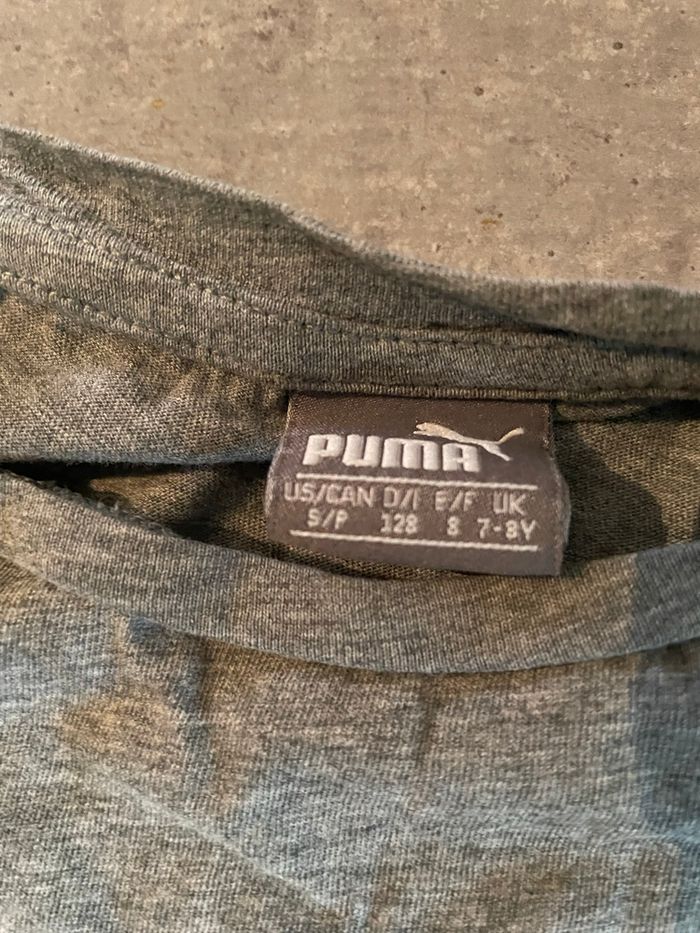 PUMA
US/CAN D/I E/F UK
S/P 128 8 7-8Y